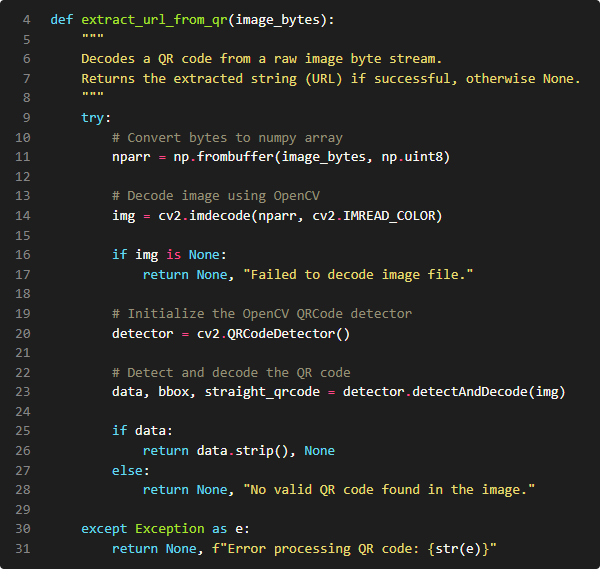 4 def extract_url_from_qr(image_bytes):
5     """
6     Decodes a QR code from a raw image byte stream.
7     Returns the extracted string (URL) if successful, otherwise None.
8     """
9     try:
10         # Convert bytes to numpy array
11         nparr = np.frombuffer(image_bytes, np.uint8)
12
13         # Decode image using OpenCV
14         img = cv2.imdecode(nparr, cv2.IMREAD_COLOR)
15
16         if img is None:
17             return None, "Failed to decode image file."
18
19         # Initialize the OpenCV QRCode detector
20         detector = cv2.QRCodeDetector()
21
22         # Detect and decode the QR code
23         data, bbox, straight_qrcode = detector.detectAndDecode(img)
24
25         if data:
26             return data.strip(), None
27         else:
28             return None, "No valid QR code found in the image."
29
30     except Exception as e:
31         return None, f"Error processing QR code: {str(e)}"